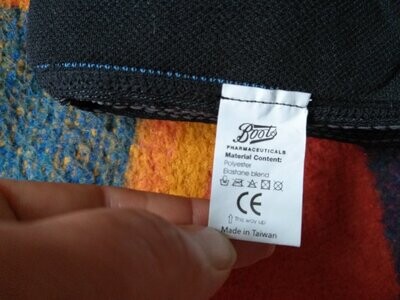 Boots
PHARMACEUTICALS
Material Content:
Polyester
Elastane blend
CE
⇧ This way up
Made in Taiwan